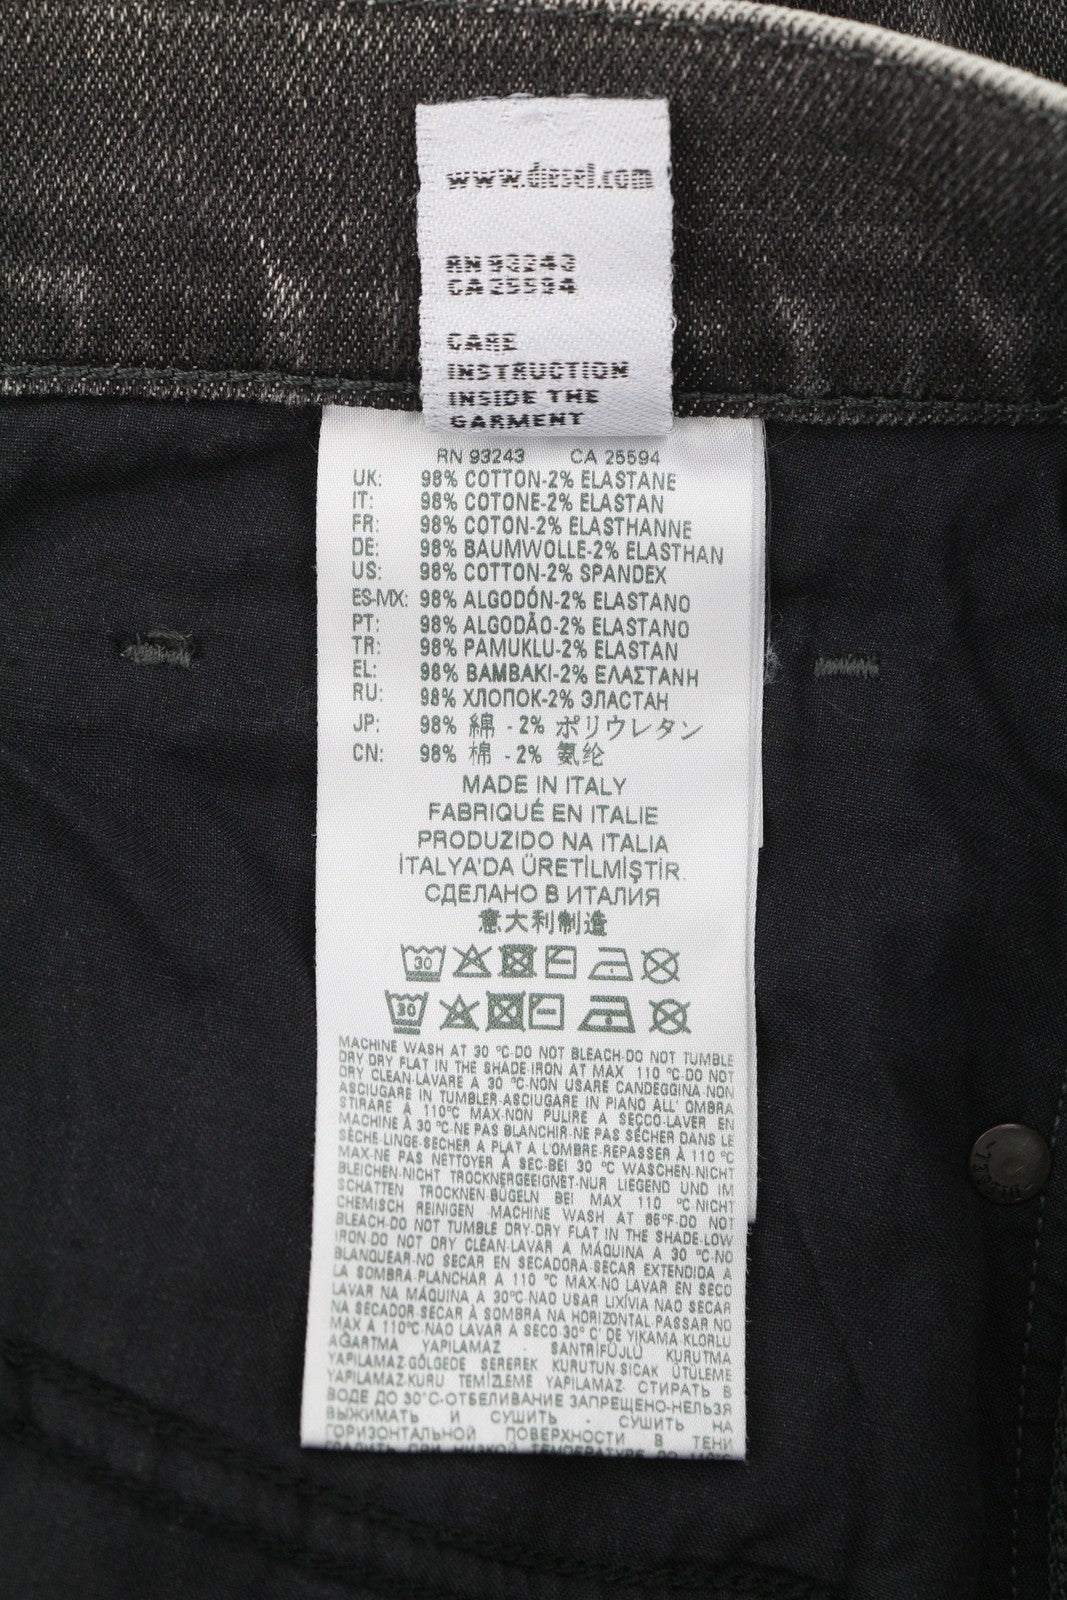 www.diesel.com
RN 93243
CA 25594
CARE
INSTRUCTION
INSIDE THE
GARMENT
RN 93243 CA 25594
UK: 98% COTTON-2% ELASTANE
IT: 98% COTONE-2% ELASTAN
FR: 98% COTON-2% ELASTHANNE
DE: 98% BAUMWOLLE-2% ELASTHAN
US: 98% COTTON-2% SPANDEX
ES-MX: 98% ALGODÓN-2% ELASTANO
PT: 98% ALGODÃO-2% ELASTANO
TR: 98% PAMUKLU-2% ELASTAN
EL: 98% ΒΑΜΒΑΚΙ-2% ΕΛΑΣΤΑΝΗ
RU: 98% ХЛОПОК-2% ЭЛАСТАН
JP: 98% 綿 - 2% ポリウレタン
CN: 98% 棉 - 2% 氨纶
MADE IN ITALY
FABRIQUÉ EN ITALIE
PRODUZIDO NA ITALIA
İTALYA'DA ÜRETİLMİŞTİR.
СДЕЛАНО В ИТАЛИЯ
意大利制造
30
30
MACHINE WASH AT 30 °C-DO NOT BLEACH-DO NOT TUMBLE
DRY-DRY FLAT IN THE SHADE-IRON AT MAX 110 °C-DO NOT
DRY CLEAN-LAVARE A 30 °C-NON USARE CANDEGGINA-NON
ASCIUGARE IN TUMBLER-ASCIUGARE IN PIANO ALL' OMBRA
STIRARE A 110°C MAX-NON PULIRE A SECCO-LAVER EN
MACHINE À 30 °C-NE PAS BLANCHIR-NE PAS SÉCHER DANS LE
SÈCHE-LINGE-SÉCHER A PLAT A L'OMBRE-REPASSER À 110 °C
MAX-NE PAS NETTOYER À SEC-BEI 30 °C WASCHEN-NICHT
BLEICHEN-NICHT TROCKNERGEEIGNET-NUR LIEGEND UND IM
SCHATTEN TROCKNEN-BÜGELN BEI MAX 110 °C-NICHT
CHEMISCH REINIGEN MACHINE WASH AT 86°F-DO NOT
BLEACH-DO NOT TUMBLE DRY-DRY FLAT IN THE SHADE-LOW
IRON-DO NOT DRY CLEAN-LAVAR A MÁQUINA A 30 °C-NO
BLANQUEAR-NO SECAR EN SECADORA-SECAR EXTENDIDA A
LA SOMBRA-PLANCHAR A 110 °C MAX-NO LAVAR EN SECO
LAVAR NA MÁQUINA A 30°C-NAO USAR LIXÍVIA-NAO SECAR
NA SECADOR-SECAR À SOMBRA NA HORIZONTAL-PASSAR NO
MAX A 110°C-NAO LAVAR À SECO-30° C' DE YIKAMA-KLORLU
AĞARTMA YAPILAMAZ - SANTRİFÜJLÜ KURUTMA
YAPILAMAZ-GÖLGEDE SEREREK KURUTUN-SICAK ÜTÜLEME
YAPILAMAZ-KURU TEMİZLEME YAPILAMAZ- СТИРАТЬ В
ВОДЕ ДО 30°C-ОТБЕЛИВАНИЕ ЗАПРЕЩЕНО-НЕЛЬЗЯ
ВЫЖИМАТЬ И СУШИТЬ - СУШИТЬ НА
ГОРИЗОНТАЛЬНОЙ ПОВЕРХНОСТИ В ТЕНИ